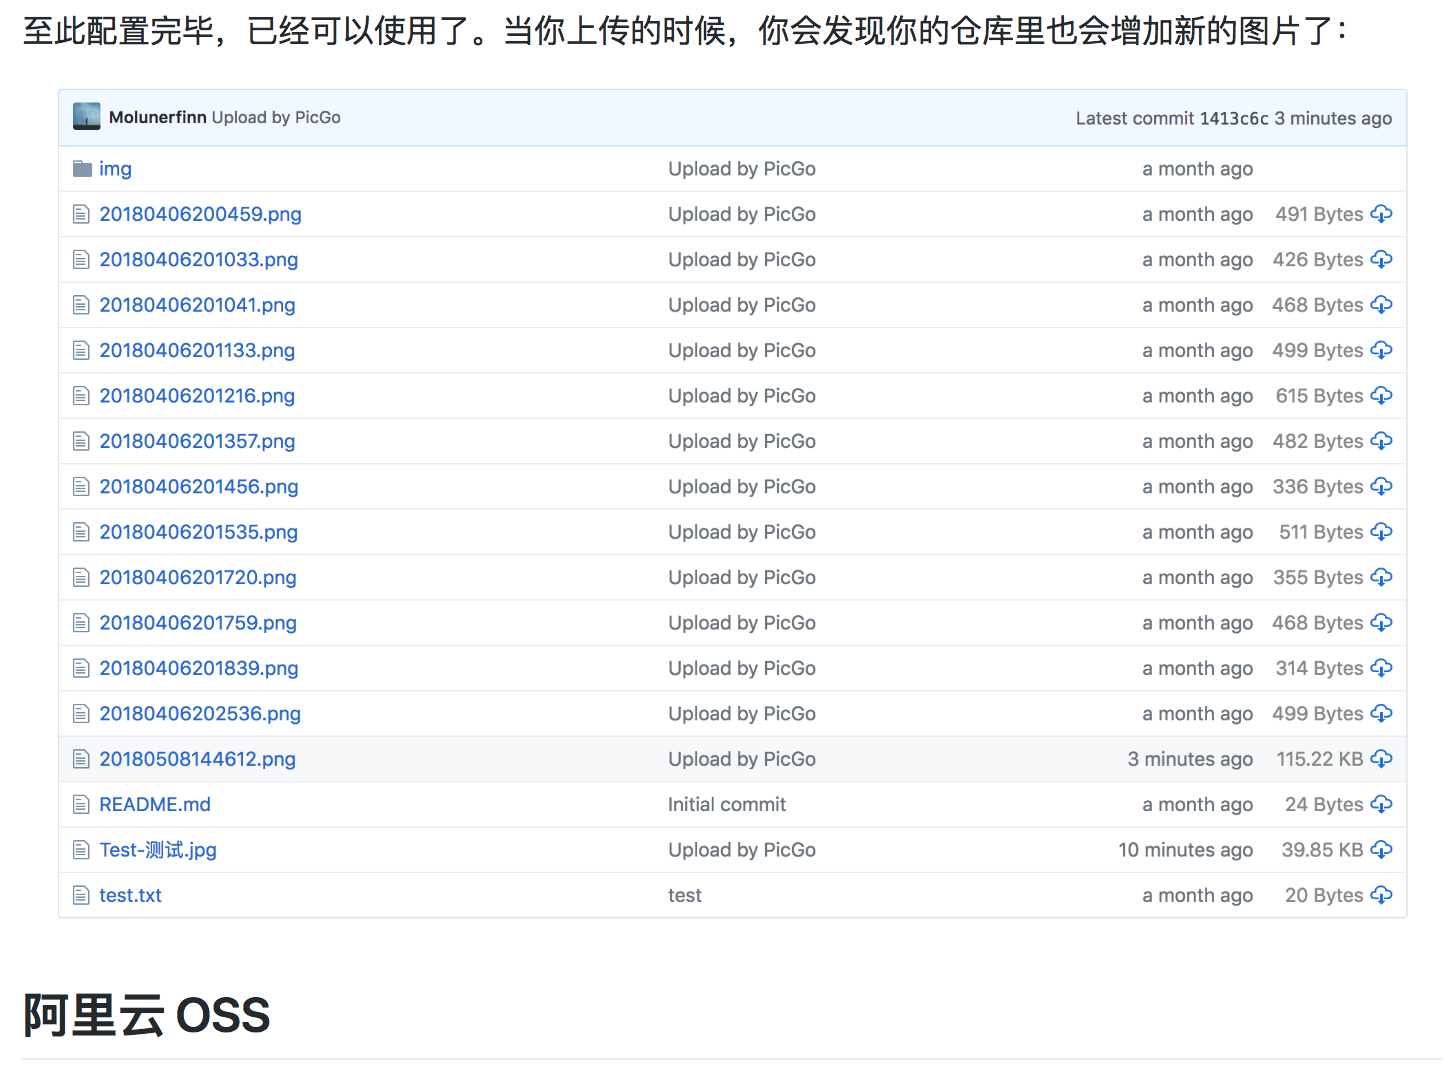 至此配置完毕，已经可以使用了。当你上传的时候，你会发现你的仓库里也会增加新的图片了：
Molunerfinn Upload by PicGo Latest commit 1413c6c 3 minutes ago
img Upload by PicGo a month ago
20180406200459.png Upload by PicGo a month ago 491 Bytes
20180406201033.png Upload by PicGo a month ago 426 Bytes
20180406201041.png Upload by PicGo a month ago 468 Bytes
20180406201133.png Upload by PicGo a month ago 499 Bytes
20180406201216.png Upload by PicGo a month ago 615 Bytes
20180406201357.png Upload by PicGo a month ago 482 Bytes
20180406201456.png Upload by PicGo a month ago 336 Bytes
20180406201535.png Upload by PicGo a month ago 511 Bytes
20180406201720.png Upload by PicGo a month ago 355 Bytes
20180406201759.png Upload by PicGo a month ago 468 Bytes
20180406201839.png Upload by PicGo a month ago 314 Bytes
20180406202536.png Upload by PicGo a month ago 499 Bytes
20180508144612.png Upload by PicGo 3 minutes ago 115.22 KB
README.md Initial commit a month ago 24 Bytes
Test-测试.jpg Upload by PicGo 10 minutes ago 39.85 KB
test.txt test a month ago 20 Bytes
阿里云 OSS